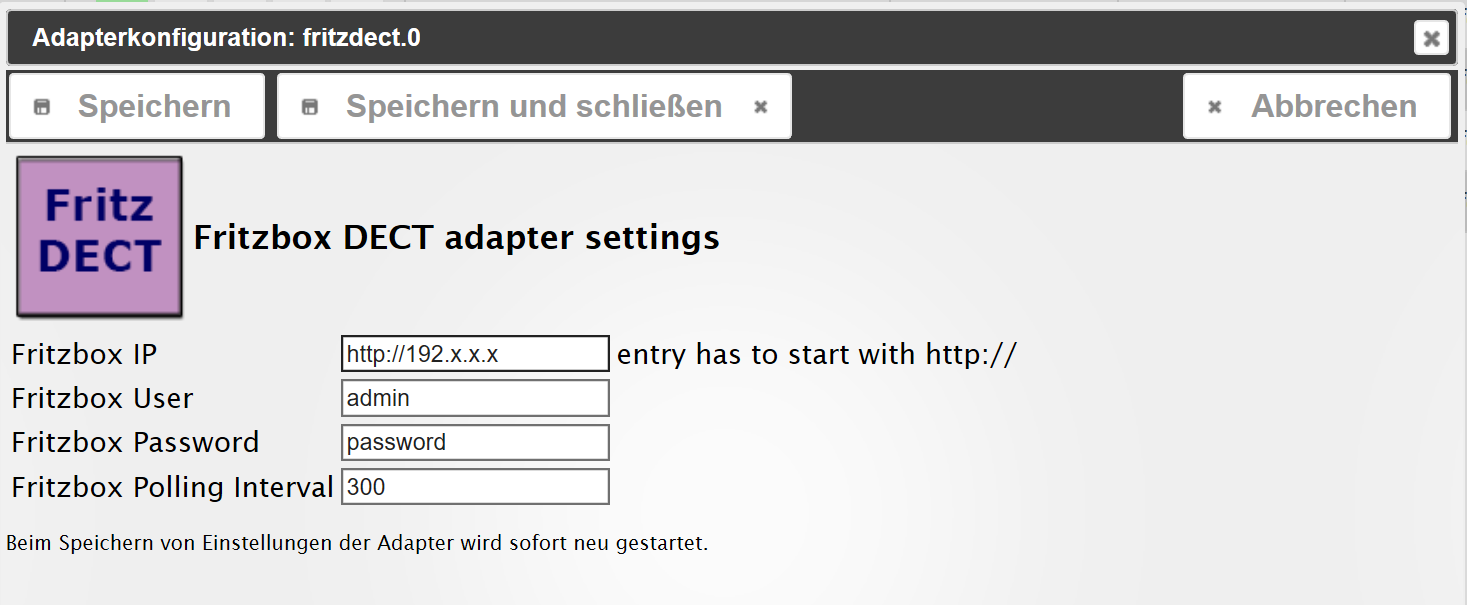 Adapterkonfiguration: fritzdect.0
Speichern Speichern und schließen Abbrechen
Fritz
DECT
Fritzbox DECT adapter settings
Fritzbox IP http://192.x.x.x entry has to start with http://
Fritzbox User admin
Fritzbox Password password
Fritzbox Polling Interval 300
Beim Speichern von Einstellungen der Adapter wird sofort neu gestartet.